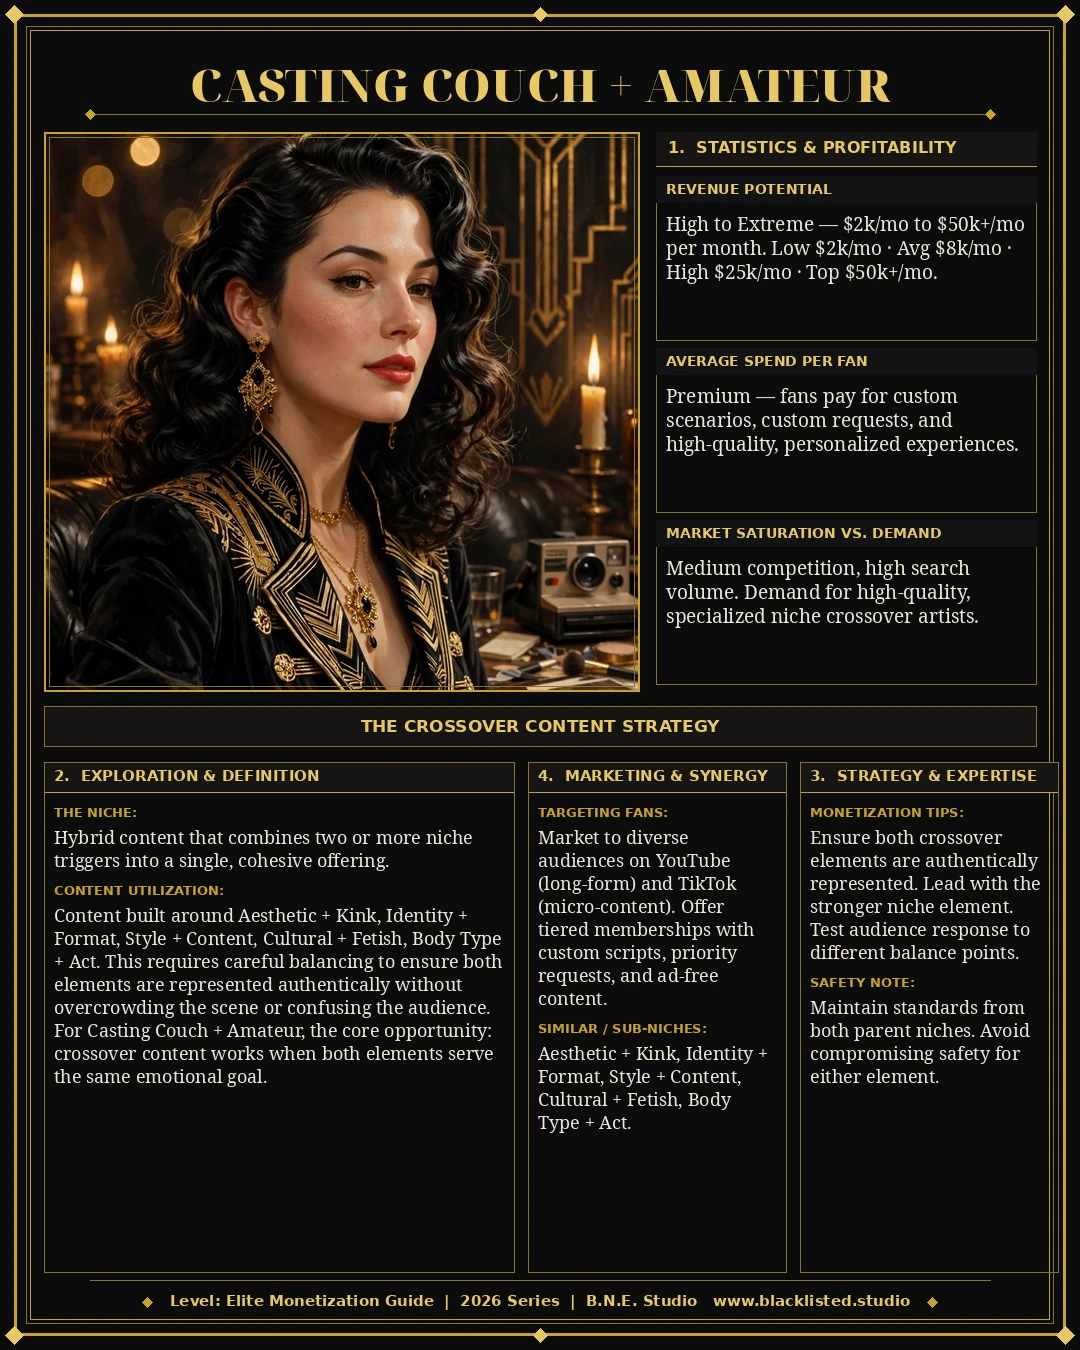 CASTING COUCH + AMATEUR
1. STATISTICS & PROFITABILITY
REVENUE POTENTIAL
High to Extreme — $2k/mo to $50k+/mo
per month. Low $2k/mo · Avg $8k/mo ·
High $25k/mo · Top $50k+/mo.
AVERAGE SPEND PER FAN
Premium — fans pay for custom
scenarios, custom requests, and
high-quality, personalized experiences.
MARKET SATURATION VS. DEMAND
Medium competition, high search
volume. Demand for high-quality,
specialized niche crossover artists.
THE CROSSOVER CONTENT STRATEGY
2. EXPLORATION & DEFINITION
THE NICHE:
Hybrid content that combines two or more niche
triggers into a single, cohesive offering.
CONTENT UTILIZATION:
Content built around Aesthetic + Kink, Identity +
Format, Style + Content, Cultural + Fetish, Body Type
+ Act. This requires careful balancing to ensure both
elements are represented authentically without
overcrowding the scene or confusing the audience.
For Casting Couch + Amateur, the core opportunity:
crossover content works when both elements serve
the same emotional goal.
4. MARKETING & SYNERGY
TARGETING FANS:
Market to diverse
audiences on YouTube
(long-form) and TikTok
(micro-content). Offer
tiered memberships with
custom scripts, priority
requests, and ad-free
content.
SIMILAR / SUB-NICHES:
Aesthetic + Kink, Identity +
Format, Style + Content,
Cultural + Fetish, Body
Type + Act.
3. STRATEGY & EXPERTISE
MONETIZATION TIPS:
Ensure both crossover
elements are authentically
represented. Lead with the
stronger niche element.
Test audience response to
different balance points.
SAFETY NOTE:
Maintain standards from
both parent niches. Avoid
compromising safety for
either element.
Level: Elite Monetization Guide | 2026 Series | B.N.E. Studio www.blacklisted.studio